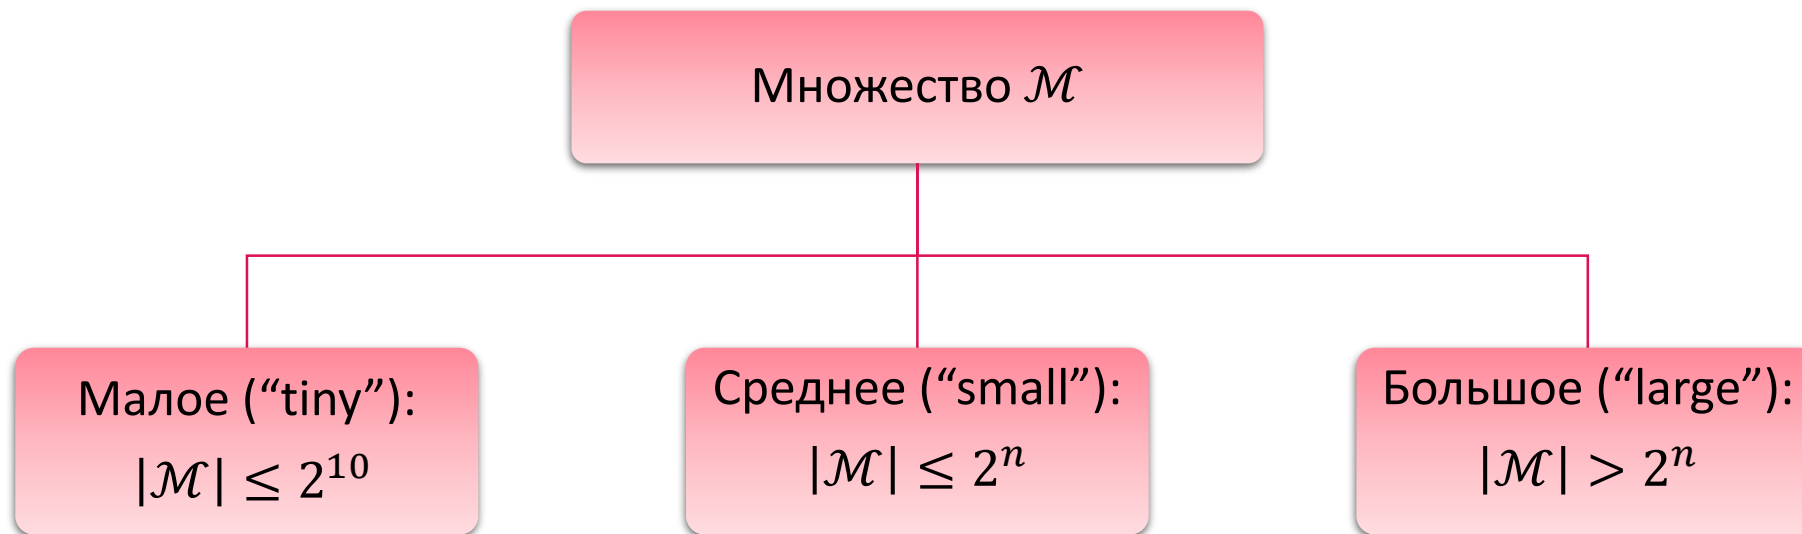 Множество ℳ
Малое (“tiny”):
|ℳ| ≤ 2¹⁰
Среднее (“small”):
|ℳ| ≤ 2ⁿ
Большое (“large”):
|ℳ| > 2ⁿ